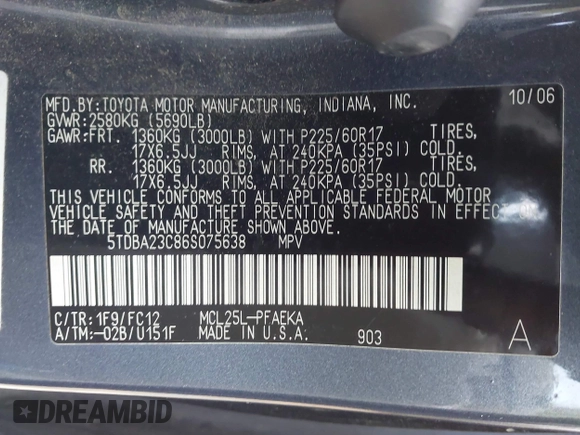 MFD.BY:TOYOTA MOTOR MANUFACTURING, INDIANA, INC. 10/06
GVWR: 2580KG (5690LB)
GAWR:FRT. 1360KG (3000LB) WITH P225/60R17 TIRES,
17X6.5JJ RIMS, AT 240KPA (35PSI) COLD.
RR. 1360KG (3000LB) WITH P225/60R17 TIRES,
17X6.5JJ RIMS, AT 240KPA (35PSI) COLD.
THIS VEHICLE CONFORMS TO ALL APPLICABLE FEDERAL MOTOR
VEHICLE SAFETY AND THEFT PREVENTION STANDARDS IN EFFECT ON
THE DATE OF MANUFACTURE SHOWN ABOVE.
5TDBA23C86S075638 MPV
C/TR: 1F9/FC12 MCL25L-PFAEKA
A/TM:-02B/U151F MADE IN U.S.A. 903 A
DREAMBID